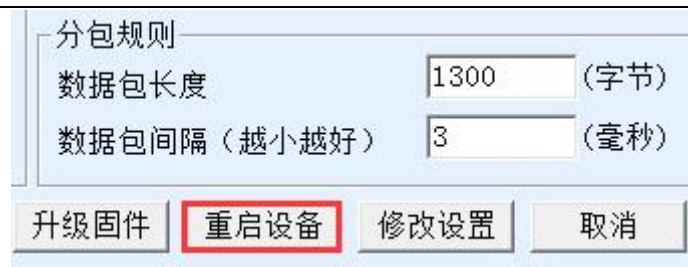 分包规则
数据包长度 1300 (字节)
数据包间隔（越小越好） 3 (毫秒)
升级固件 重启设备 修改设置 取消